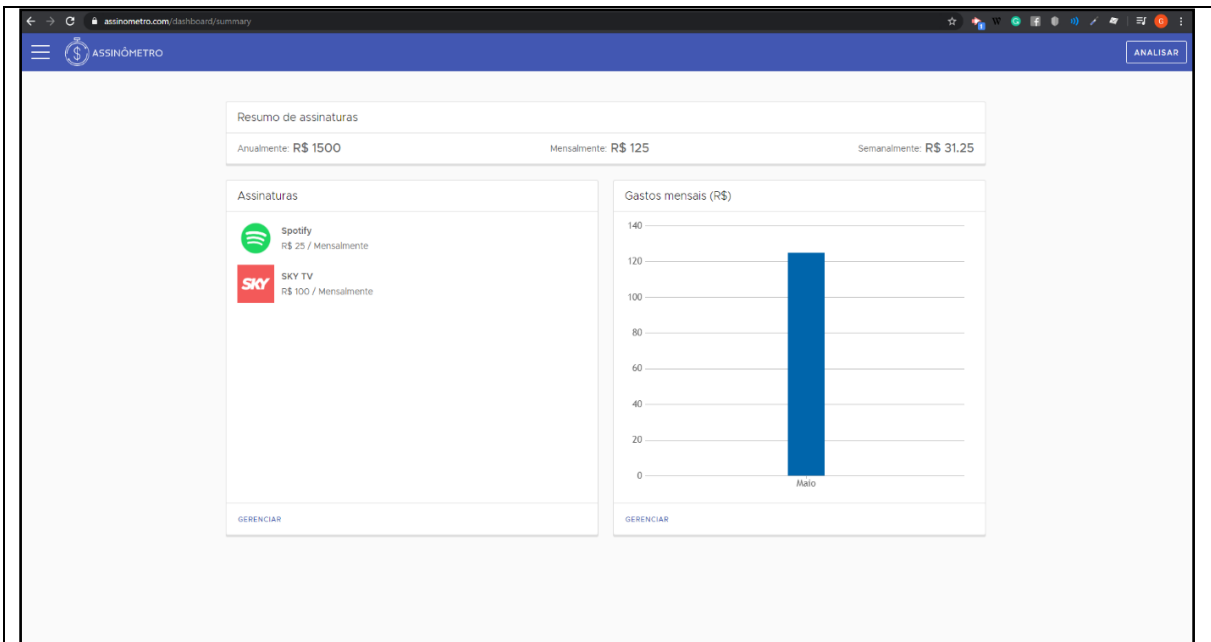 assinometro.com/dashboard/summary
ASSINÔMETRO
ANALISAR
Resumo de assinaturas
Anualmente: R$ 1500 Mensalmente: R$ 125 Semanalmente: R$ 31.25
Assinaturas
Spotify
R$ 25 / Mensalmente
SKY
SKY TV
R$ 100 / Mensalmente
GERENCIAR
Gastos mensais (R$)
140
120
100
80
60
40
20
0
Maio
GERENCIAR